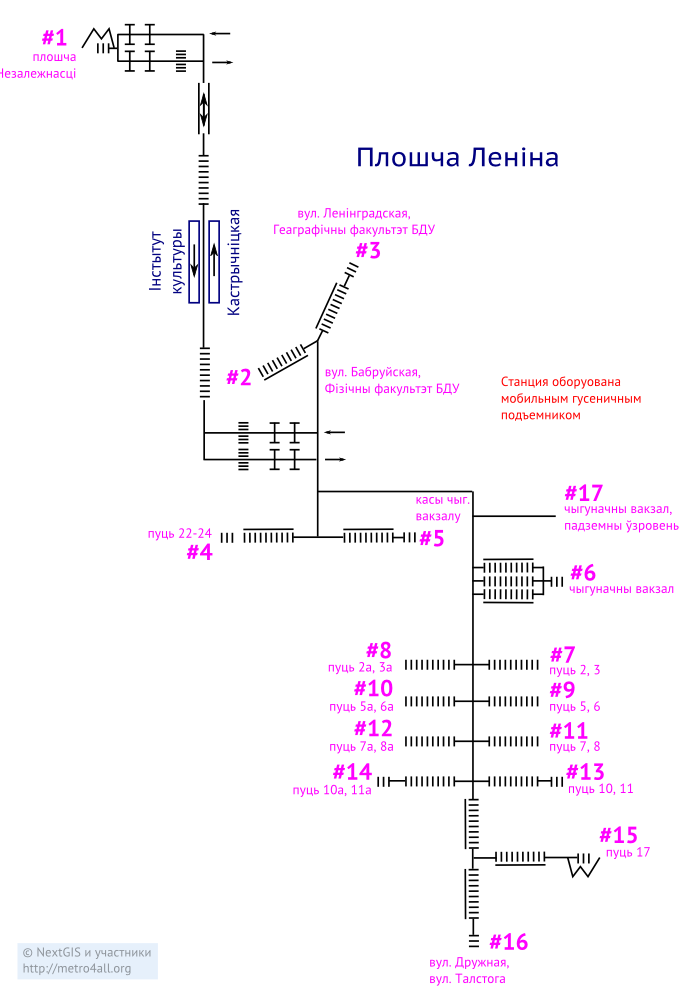 #1
плошча
Незалежнасці
Плошча Леніна
вул. Ленінградская,
Геаграфічны факультэт БДУ
#3
Інстытут
культуры
Кастрычніцкая
#2
вул. Бабруйская,
Фізічны факультэт БДУ
Станция оборуована
мобильным гусеничным
подъемником
касы чыг.
вакзалу
#17
чыгуначны вакзал,
падземны ўзровень
пуць 22-24
#4
#5
#6
чыгуначны вакзал
#8
пуць 2а, 3а
#7
пуць 2, 3
#10
пуць 5а, 6а
#9
пуць 5, 6
#12
пуць 7а, 8а
#11
пуць 7, 8
#14
пуць 10а, 11а
#13
пуць 10, 11
#15
пуць 17
#16
вул. Дружная,
вул. Талстога
© NextGIS и участники
http://metro4all.org